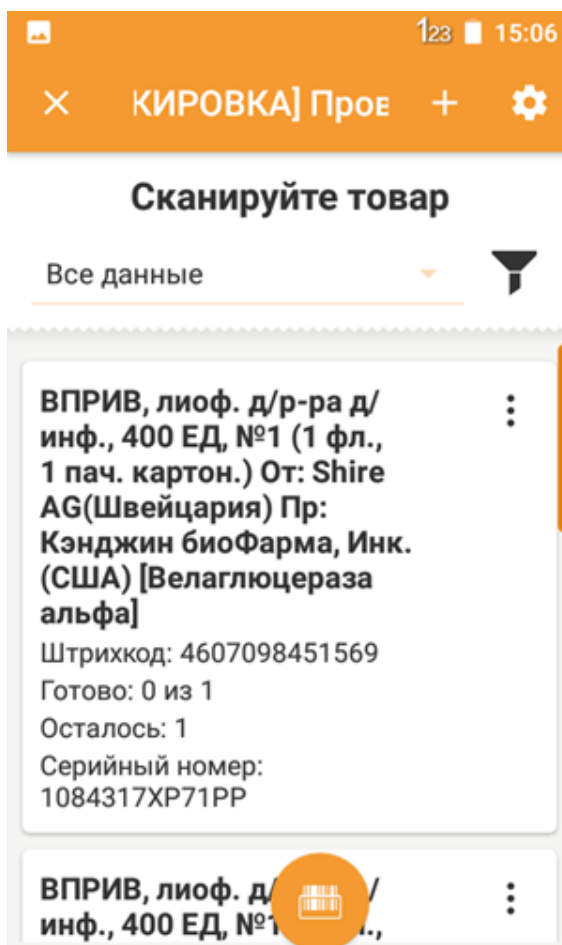 123 15:06
КИРОВКА] Пров
Сканируйте товар
Все данные
ВПРИВ, лиоф. д/р-ра д/
инф., 400 ЕД, №1 (1 фл.,
1 пач. картон.) От: Shire
AG(Швейцария) Пр:
Кэнджин биоФарма, Инк.
(США) [Велаглюцераза
альфа]
Штрихкод: 4607098451569
Готово: 0 из 1
Осталось: 1
Серийный номер:
1084317XP71PP
ВПРИВ, лиоф. д/ /
инф., 400 ЕД, №1 .,